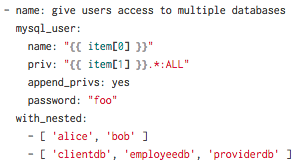 - name: give users access to multiple databases
  mysql_user:
    name: "{{ item[0] }}"
    priv: "{{ item[1] }}.*:ALL"
    append_privs: yes
    password: "foo"
  with_nested:
    - [ 'alice', 'bob' ]
    - [ 'clientdb', 'employeedb', 'providerdb' ]